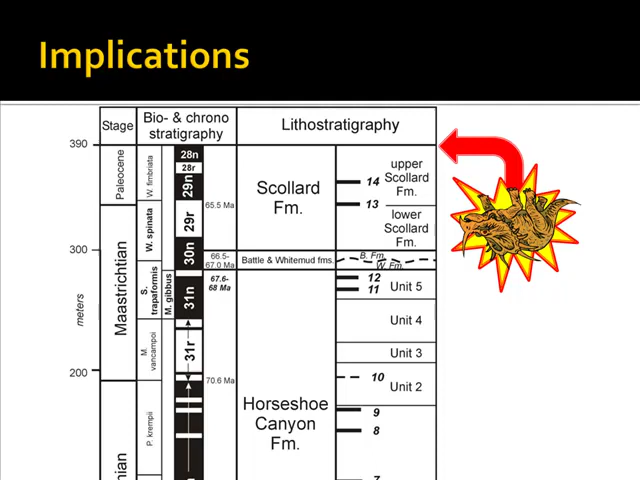 Implications
Stage
Bio- & chrono
stratigraphy
Lithostratigraphy
390
300
200
meters
Paleocene
Maastrichtian
nian
W. fimbriata
W. spinata
S.
trapaformis
M. gibbus
M.
vancampoi
P. krempii
28n
28r
29n
29r
30n
31n
31r
65.5 Ma
66.5-
67.0 Ma
67.6-
68 Ma
70.6 Ma
Scollard
Fm.
Battle & Whitemud fms.
Horseshoe
Canyon
Fm.
14
13
12
11
10
9
8
7
upper
Scollard
Fm.
lower
Scollard
Fm.
B. Fm.
W. Fm.
Unit 5
Unit 4
Unit 3
Unit 2